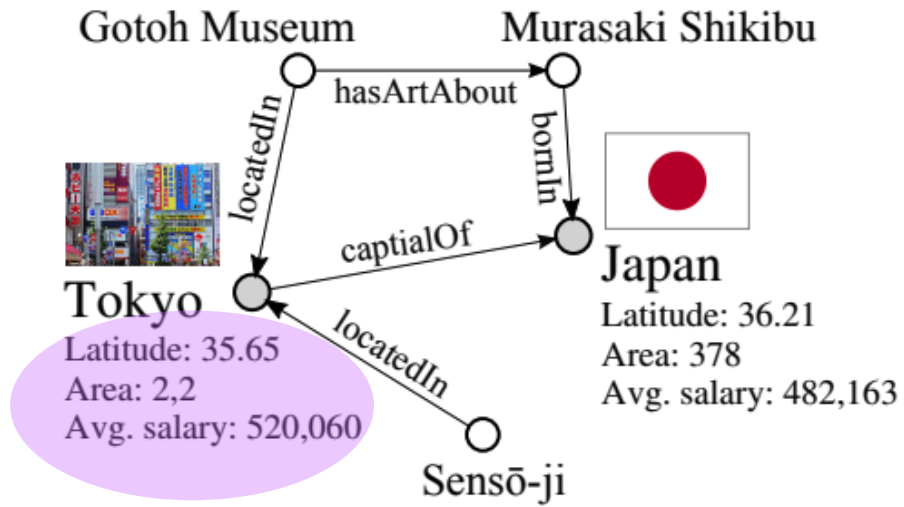 Gotoh Museum
Murasaki Shikibu
hasArtAbout
locatedIn
bornIn
captialOf
Tokyo
Latitude: 35.65
Area: 2,2
Avg. salary: 520,060
Japan
Latitude: 36.21
Area: 378
Avg. salary: 482,163
locatedIn
Sensō-ji